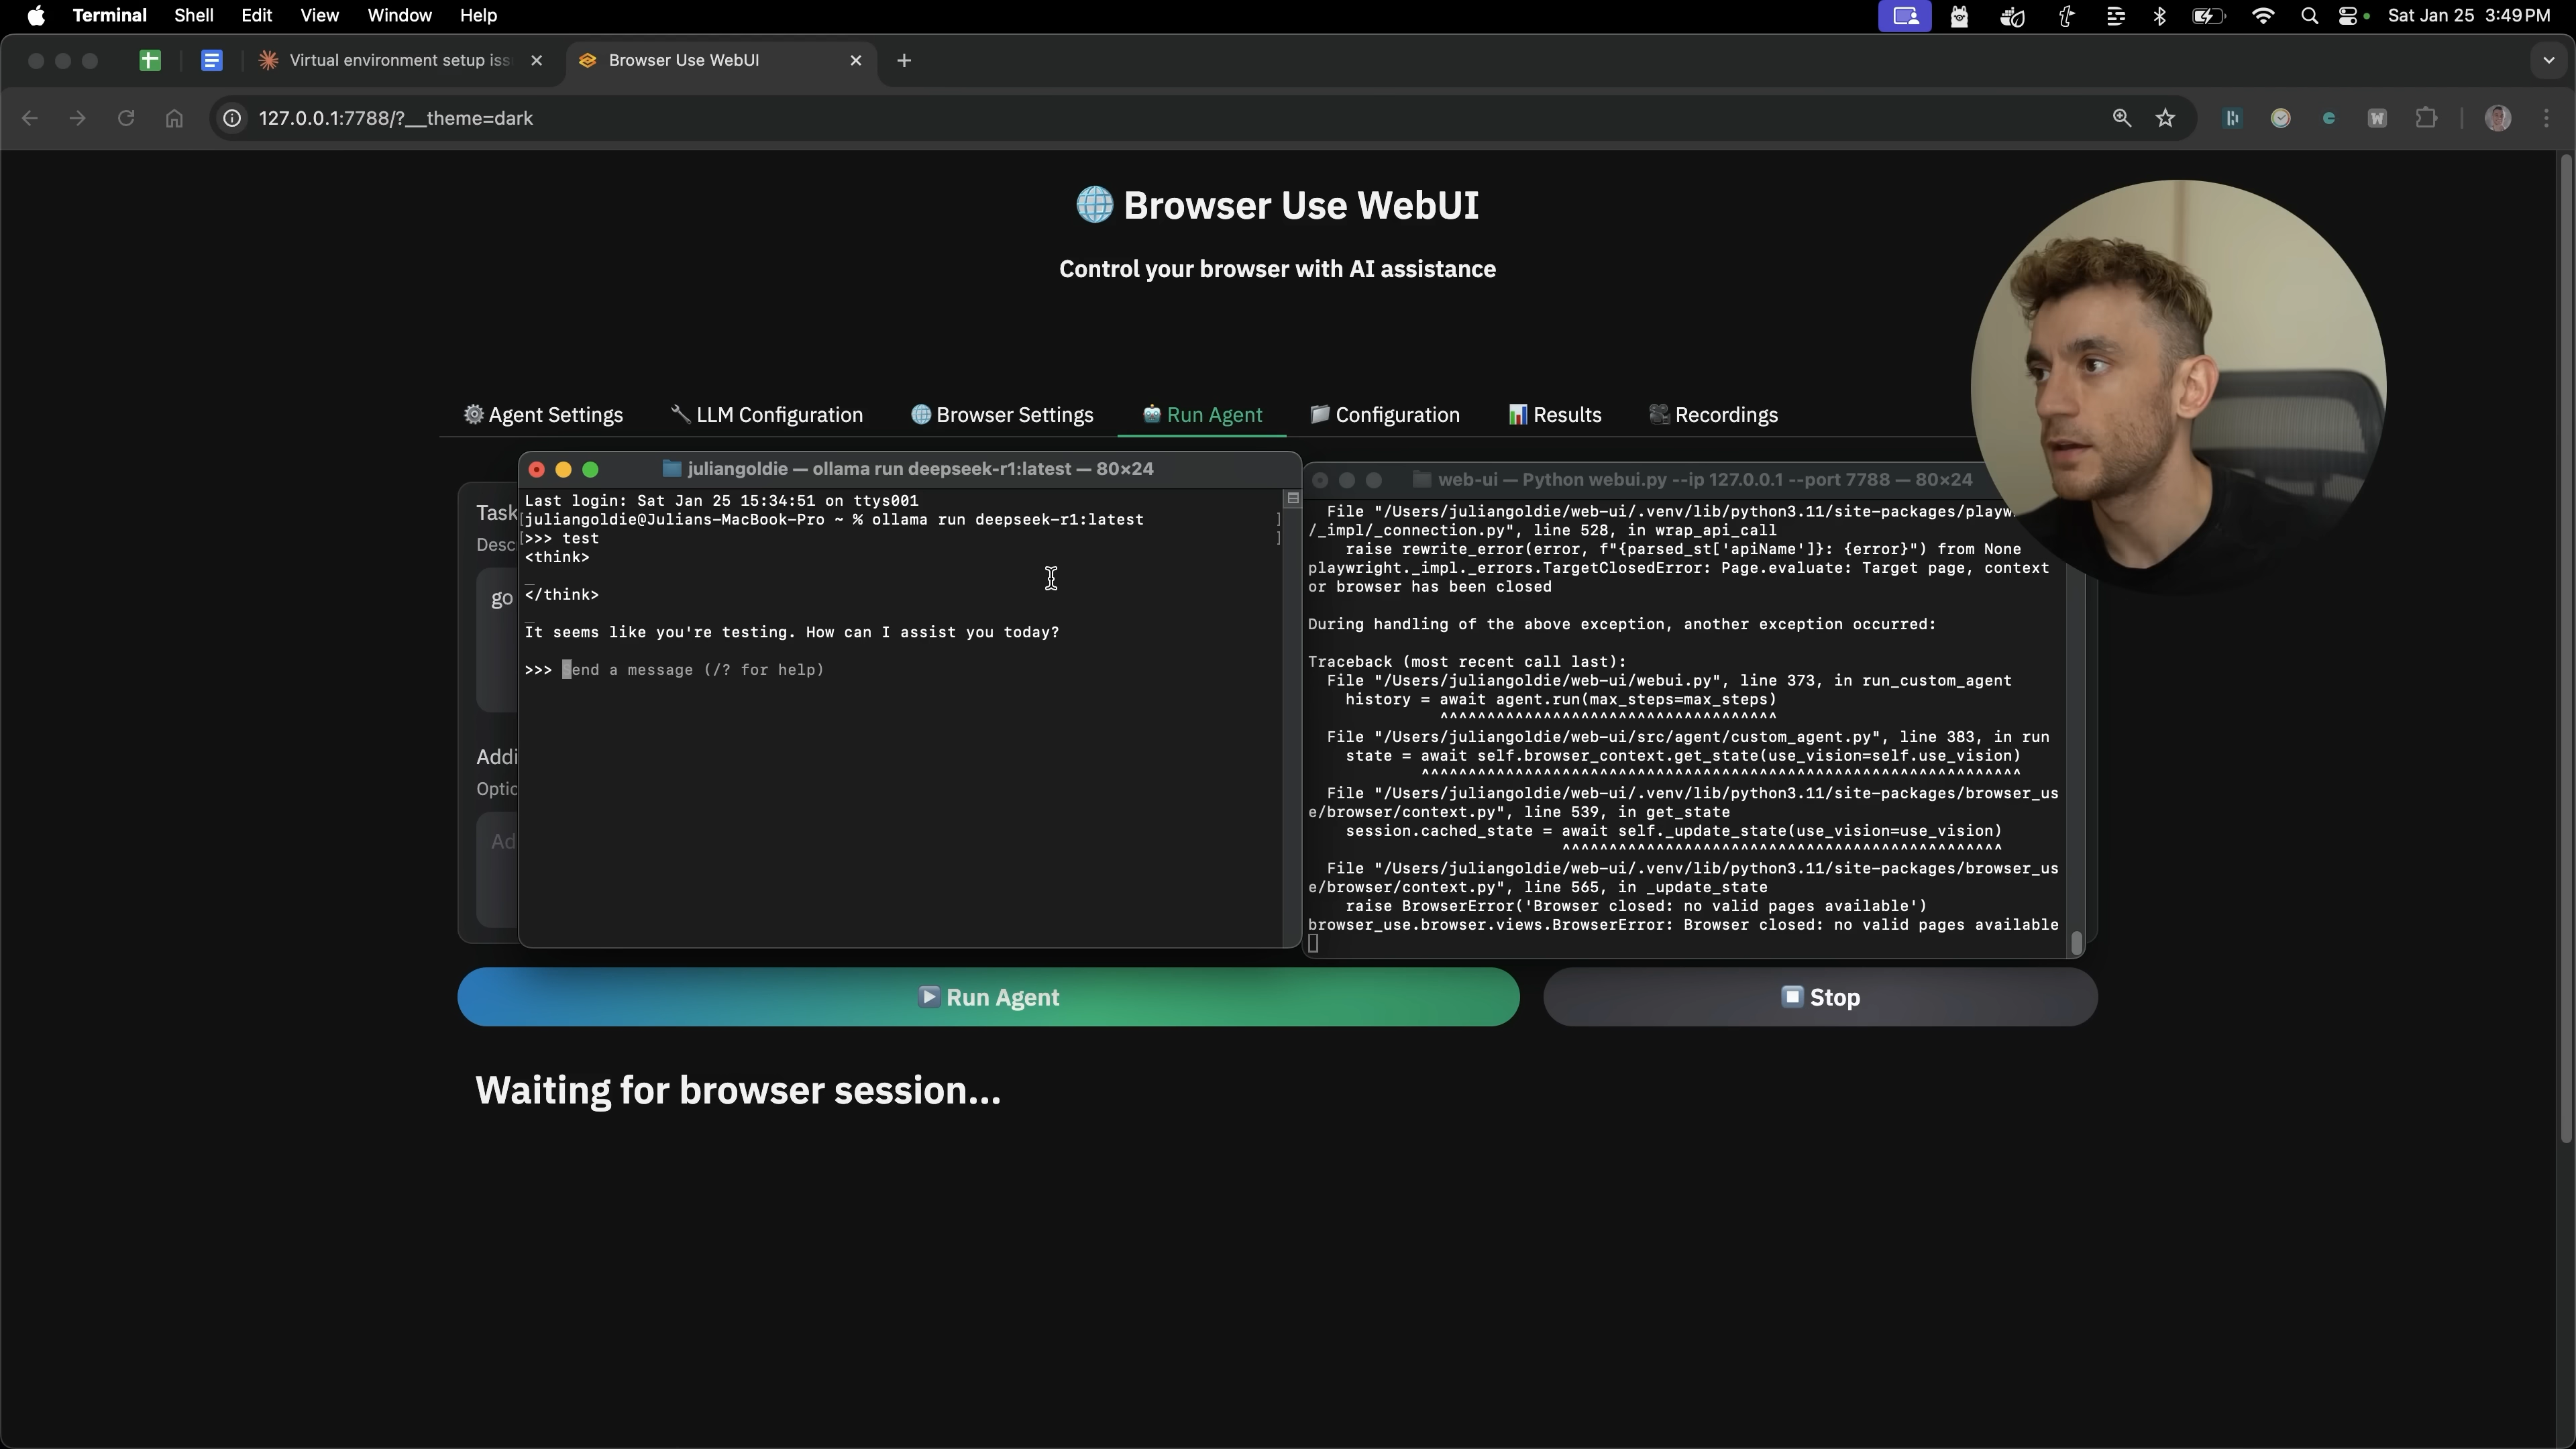 Terminal Shell Edit View Window Help
Sat Jan 25 3:49 PM
Virtual environment setup iss
Browser Use WebUI
127.0.0.1:7788/?__theme=dark
W
🌐 Browser Use WebUI
Control your browser with AI assistance
⚙️ Agent Settings
🔧 LLM Configuration
🌐 Browser Settings
🤖 Run Agent
📁 Configuration
📊 Results
🎥 Recordings
Task
Desc
go
Addi
Optic
Ad
juliangoldie — ollama run deepseek-r1:latest — 80×24
Last login: Sat Jan 25 15:34:51 on ttys001
[juliangoldie@Julians-MacBook-Pro ~ % ollama run deepseek-r1:latest ]
[>>> test ]
<think>
</think>
It seems like you're testing. How can I assist you today?
>>> Send a message (/? for help)
web-ui — Python webui.py --ip 127.0.0.1 --port 7788 — 80×24
File "/Users/juliangoldie/web-ui/.venv/lib/python3.11/site-packages/playw
/_impl/_connection.py", line 528, in wrap_api_call
raise rewrite_error(error, f"{parsed_st['apiName']}: {error}") from None
playwright._impl._errors.TargetClosedError: Page.evaluate: Target page, context
or browser has been closed
During handling of the above exception, another exception occurred:
Traceback (most recent call last):
File "/Users/juliangoldie/web-ui/webui.py", line 373, in run_custom_agent
history = await agent.run(max_steps=max_steps)
^^^^^^^^^^^^^^^^^^^^^^^^^^^^^^^^^^^^
File "/Users/juliangoldie/web-ui/src/agent/custom_agent.py", line 383, in run
state = await self.browser_context.get_state(use_vision=self.use_vision)
^^^^^^^^^^^^^^^^^^^^^^^^^^^^^^^^^^^^^^^^^^^^^^^^^^^^^^^^^^^^^^^^
File "/Users/juliangoldie/web-ui/.venv/lib/python3.11/site-packages/browser_us
e/browser/context.py", line 539, in get_state
session.cached_state = await self._update_state(use_vision=use_vision)
^^^^^^^^^^^^^^^^^^^^^^^^^^^^^^^^^^^^^^^^^^^^^^^
File "/Users/juliangoldie/web-ui/.venv/lib/python3.11/site-packages/browser_us
e/browser/context.py", line 565, in _update_state
raise BrowserError('Browser closed: no valid pages available')
browser_use.browser.views.BrowserError: Browser closed: no valid pages available
▶️ Run Agent
⏹️ Stop
Waiting for browser session...